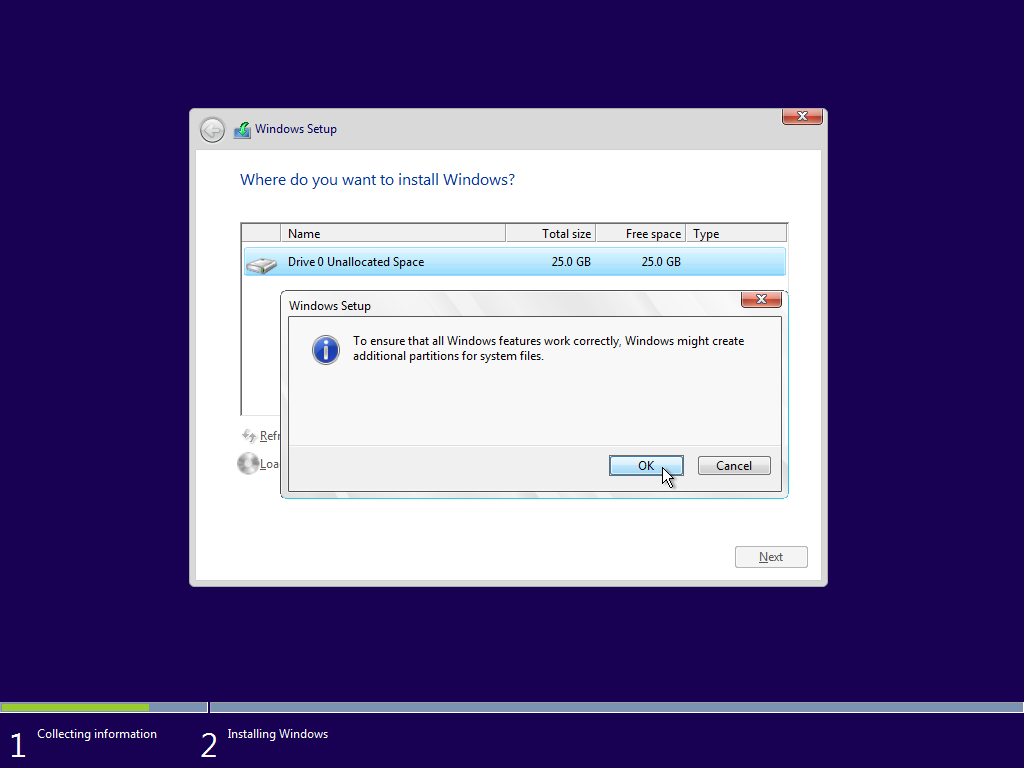 Windows Setup
Where do you want to install Windows?
Name Total size Free space Type
Drive 0 Unallocated Space 25.0 GB 25.0 GB
Windows Setup
To ensure that all Windows features work correctly, Windows might create
additional partitions for system files.
Refr
OK Cancel
Loa
Next
1 Collecting information 2 Installing Windows